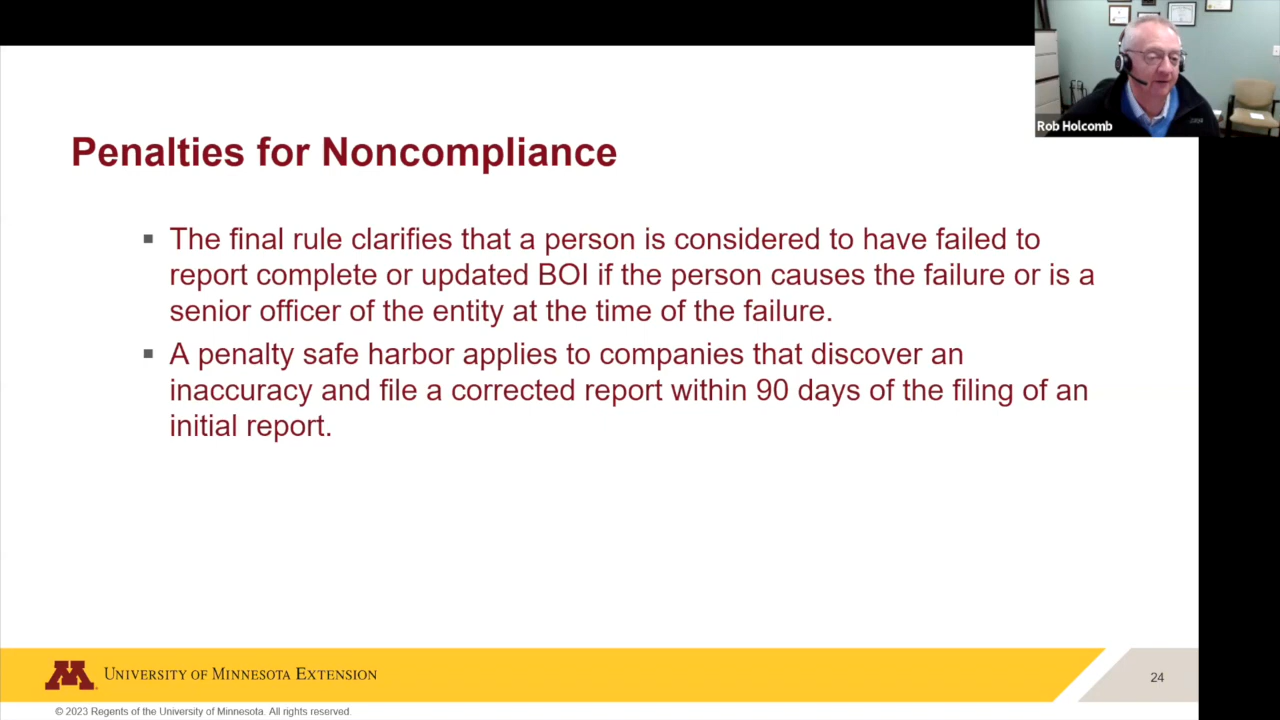 Rob Holcomb
Penalties for Noncompliance
▪ The final rule clarifies that a person is considered to have failed to
report complete or updated BOI if the person causes the failure or is a
senior officer of the entity at the time of the failure.
▪ A penalty safe harbor applies to companies that discover an
inaccuracy and file a corrected report within 90 days of the filing of an
initial report.
M
UNIVERSITY OF MINNESOTA EXTENSION
24
© 2023 Regents of the University of Minnesota. All rights reserved.